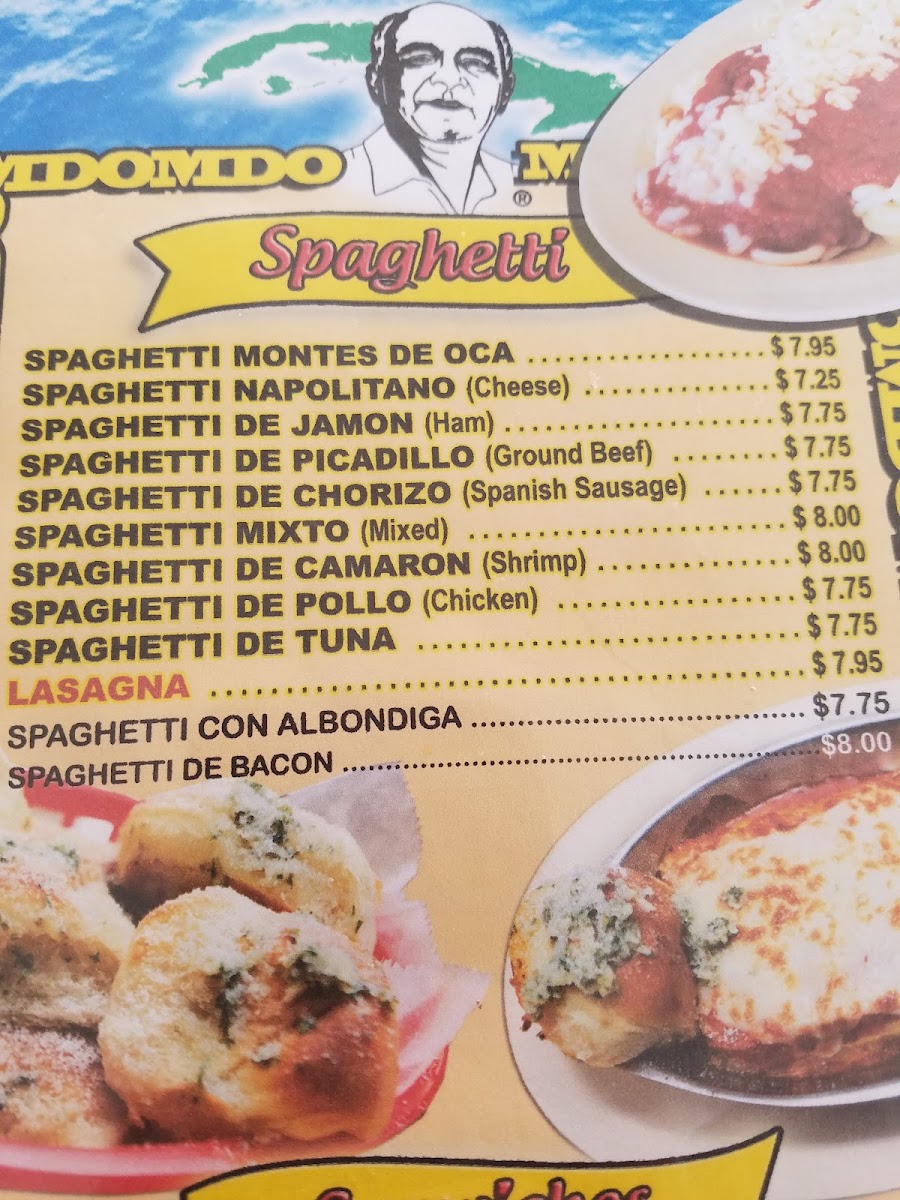 MDOMDO
M
®
Spaghetti
SPAGHETTI MONTES DE OCA ................... $ 7.95
SPAGHETTI NAPOLITANO (Cheese) ............... $ 7.25
SPAGHETTI DE JAMON (Ham) ...................... $ 7.75
SPAGHETTI DE PICADILLO (Ground Beef) ........ $ 7.75
SPAGHETTI DE CHORIZO (Spanish Sausage) ...... $ 7.75
SPAGHETTI MIXTO (Mixed) ......................... $ 8.00
SPAGHETTI DE CAMARON (Shrimp) ............... $ 8.00
SPAGHETTI DE POLLO (Chicken) .................. $ 7.75
SPAGHETTI DE TUNA ............................. $ 7.75
LASAGNA ............................................. $ 7.95
SPAGHETTI CON ALBONDIGA .................................. $7.75
SPAGHETTI DE BACON ................................................ $8.00